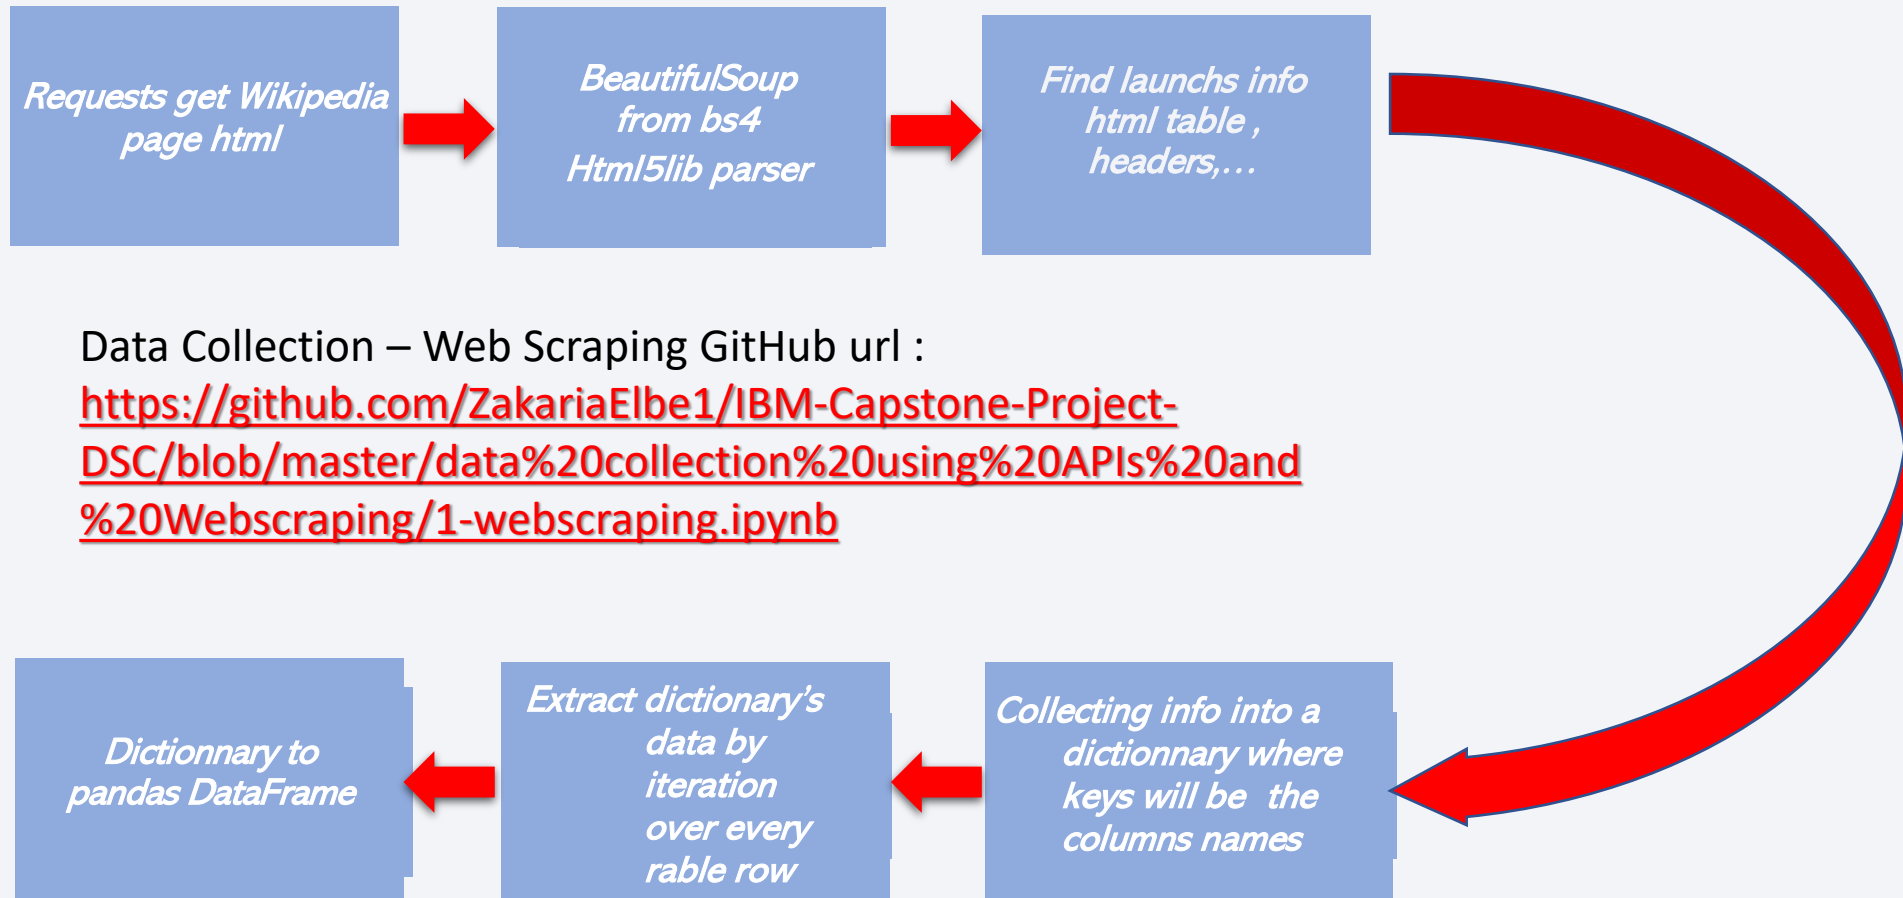 Requests get Wikipedia
page html
BeautifulSoup
from bs4
Html5lib parser
Find launchs info
html table ,
headers,...
Data Collection – Web Scraping GitHub url :
https://github.com/ZakariaElbe1/IBM-Capstone-Project-
DSC/blob/master/data%20collection%20using%20APIs%20and
%20Webscraping/1-webscraping.ipynb
Collecting info into a
dictionnary where
keys will be  the
columns names
Extract dictionary’s
data by
iteration
over every
rable row
Dictionnary to
pandas DataFrame